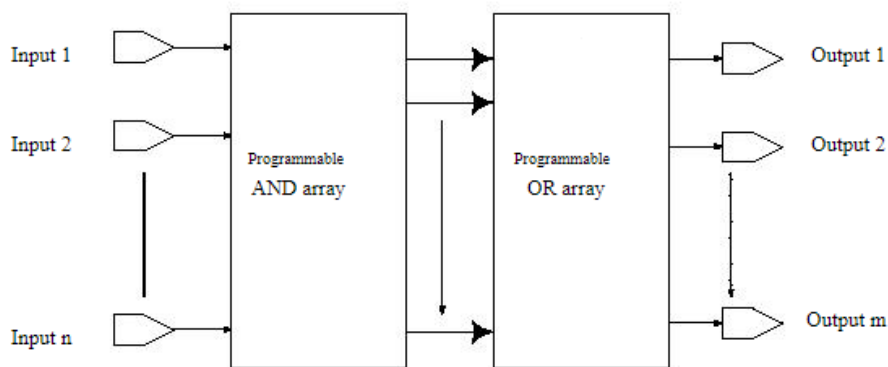 Input 1
Output 1
Input 2
Output 2
Programmable
AND array
Programmable
OR array
Input n
Output m